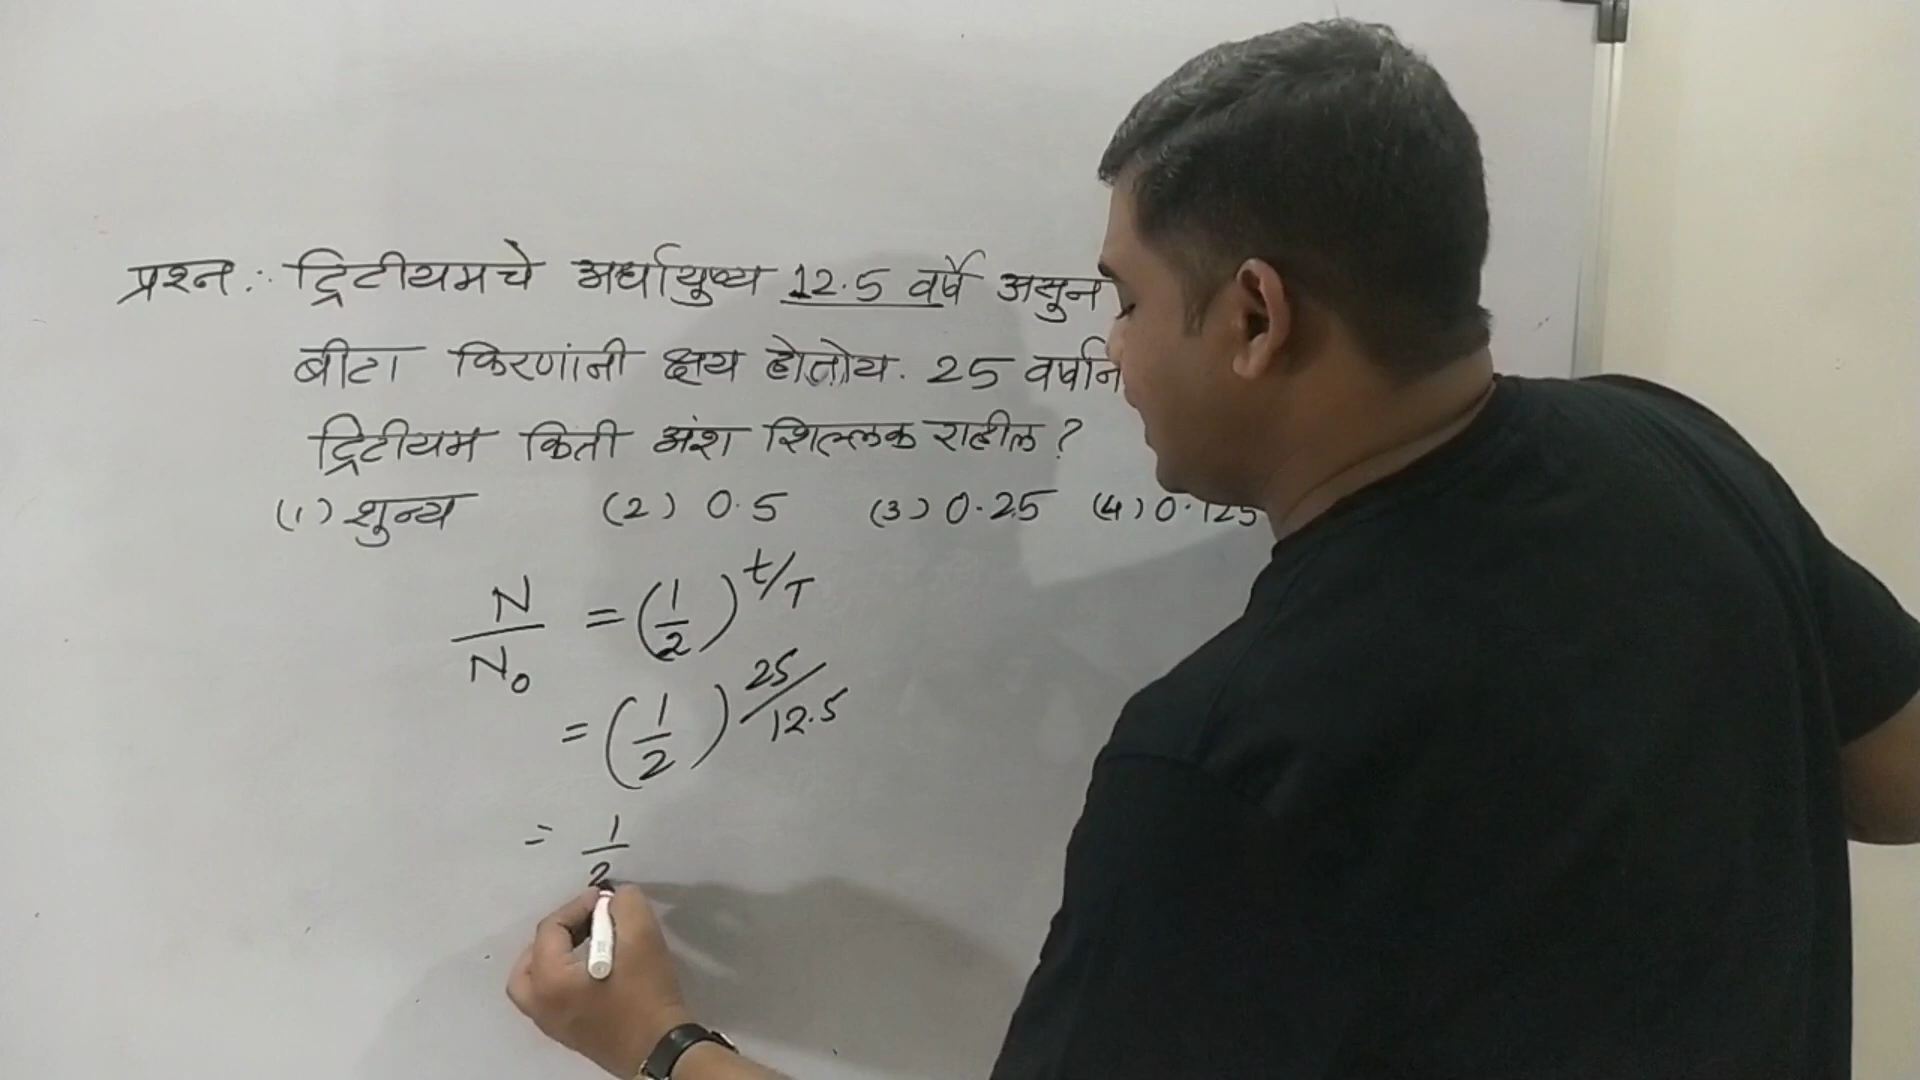 प्रश्न :- ट्रिटीयमचे अर्धायुष्य 12.5 वर्षे असुन
बीटा किरणांनी क्षय होतोय. 25 वर्षांन
ट्रिटीयम किती अंश शिल्लक राहील ?
(1) शुन्य (2) 0.5 (3) 0.25 (4) 0.125
N/N₀ = (1/2)^t/T
= (1/2)^25/12.5
= 1/2